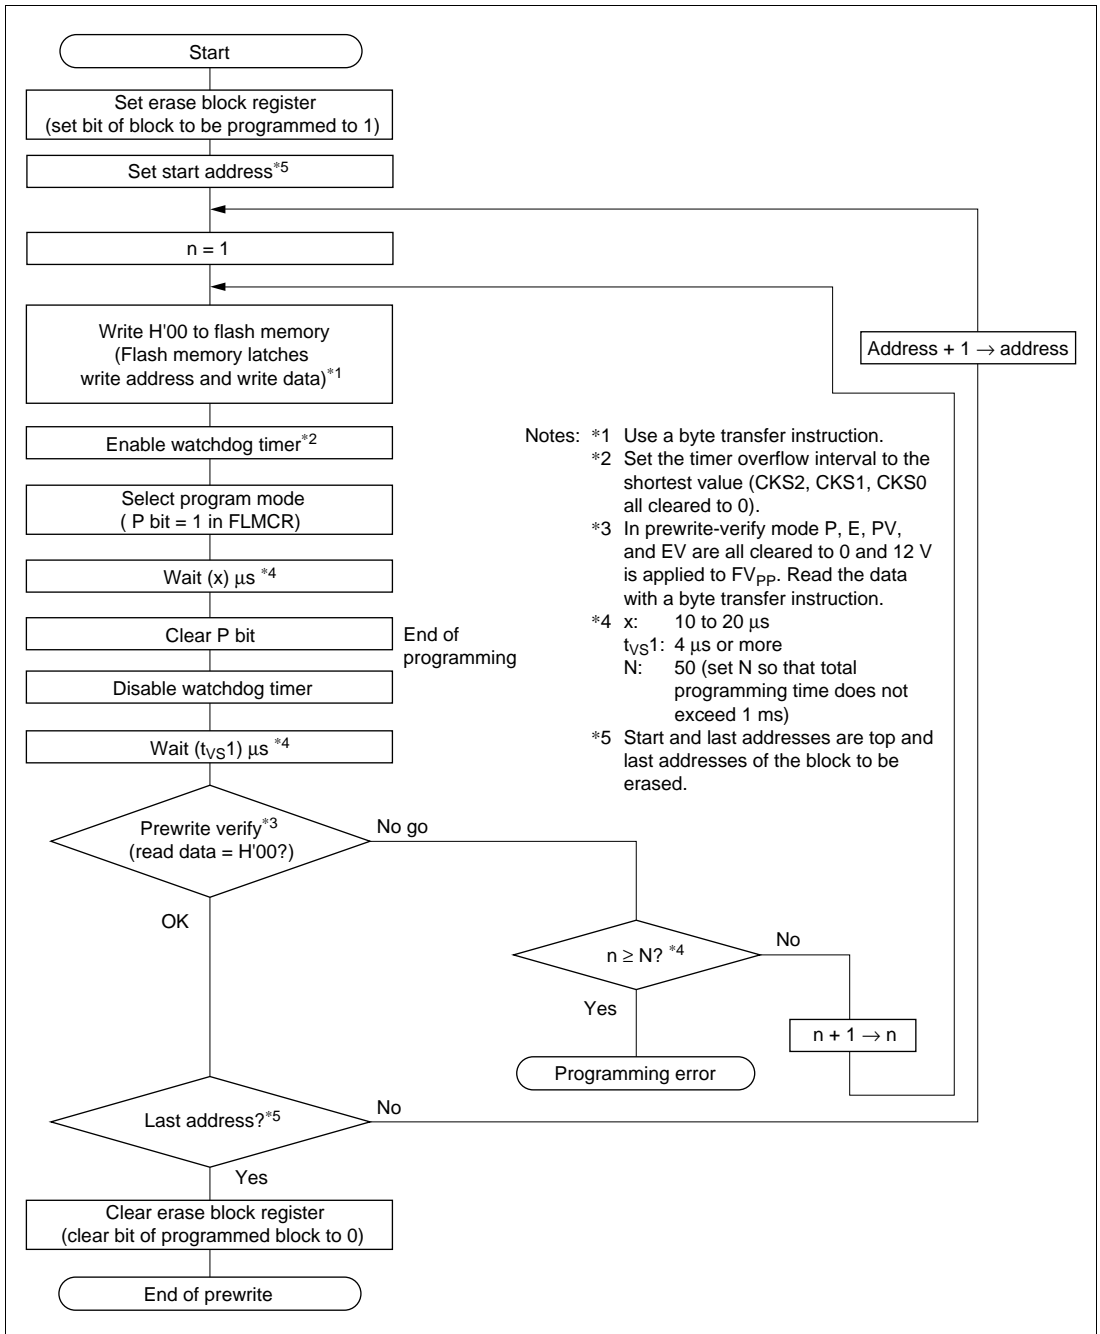 Start
Set erase block register
(set bit of block to be programmed to 1)
Set start address*5
n = 1
Write H'00 to flash memory
(Flash memory latches
write address and write data)*1
Address + 1 → address
Enable watchdog timer*2
Select program mode
( P bit = 1 in FLMCR)
Wait (x) μs *4
Clear P bit
End of
programming
Disable watchdog timer
Wait (tVS1) μs *4
Notes: *1 Use a byte transfer instruction.
*2 Set the timer overflow interval to the
shortest value (CKS2, CKS1, CKS0
all cleared to 0).
*3 In prewrite-verify mode P, E, PV,
and EV are all cleared to 0 and 12 V
is applied to FVPP. Read the data
with a byte transfer instruction.
*4 x: 10 to 20 μs
tVS1: 4 μs or more
N: 50 (set N so that total
programming time does not
exceed 1 ms)
*5 Start and last addresses are top and
last addresses of the block to be
erased.
Prewrite verify*3
(read data = H'00?)
No go
OK
n ≥ N? *4
No
Yes
n + 1 → n
Programming error
Last address?*5
No
Yes
Clear erase block register
(clear bit of programmed block to 0)
End of prewrite